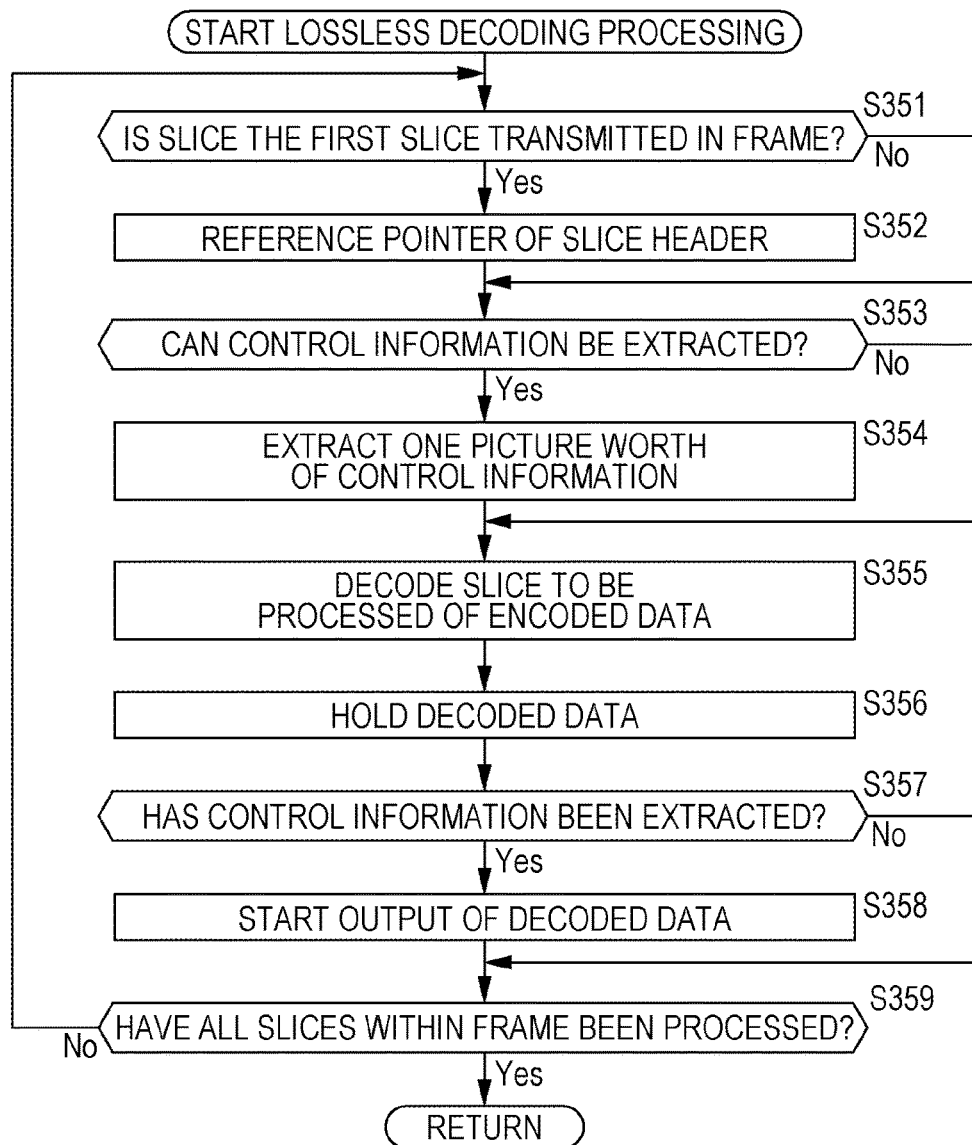 START LOSSLESS DECODING PROCESSING
S351
IS SLICE THE FIRST SLICE TRANSMITTED IN FRAME?
No
Yes
S352
REFERENCE POINTER OF SLICE HEADER
S353
CAN CONTROL INFORMATION BE EXTRACTED?
No
Yes
S354
EXTRACT ONE PICTURE WORTH
OF CONTROL INFORMATION
S355
DECODE SLICE TO BE
PROCESSED OF ENCODED DATA
S356
HOLD DECODED DATA
S357
HAS CONTROL INFORMATION BEEN EXTRACTED?
No
Yes
S358
START OUTPUT OF DECODED DATA
S359
HAVE ALL SLICES WITHIN FRAME BEEN PROCESSED?
No
Yes
RETURN